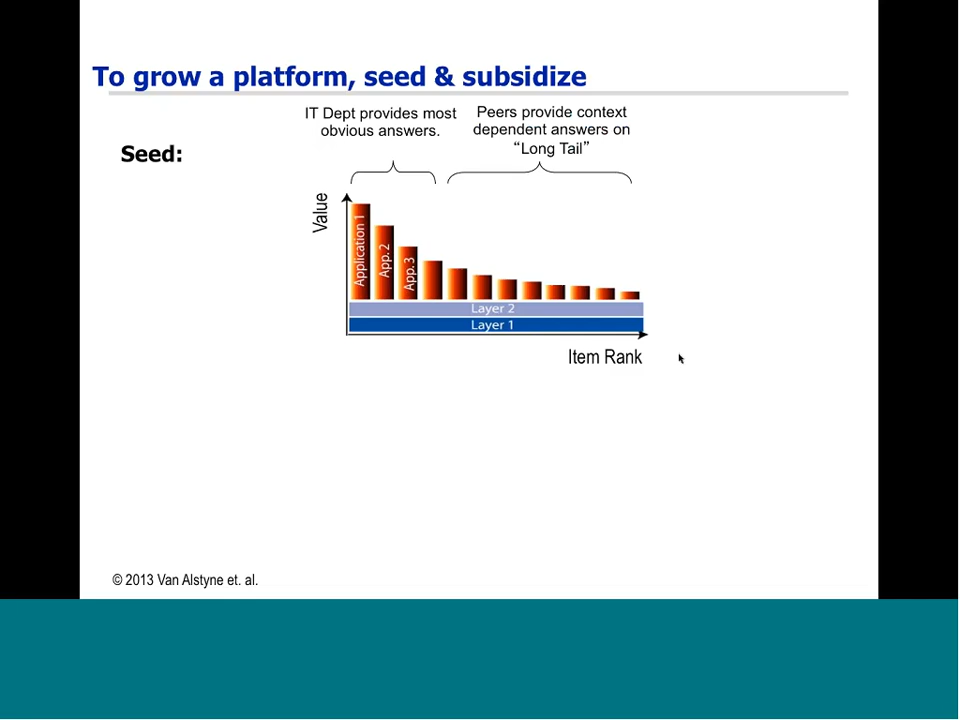 To grow a platform, seed & subsidize
IT Dept provides most
obvious answers.
Peers provide context
dependent answers on
“Long Tail”
Seed:
Value
Application 1
App. 2
App. 3
Layer 2
Layer 1
Item Rank
© 2013 Van Alstyne et. al.